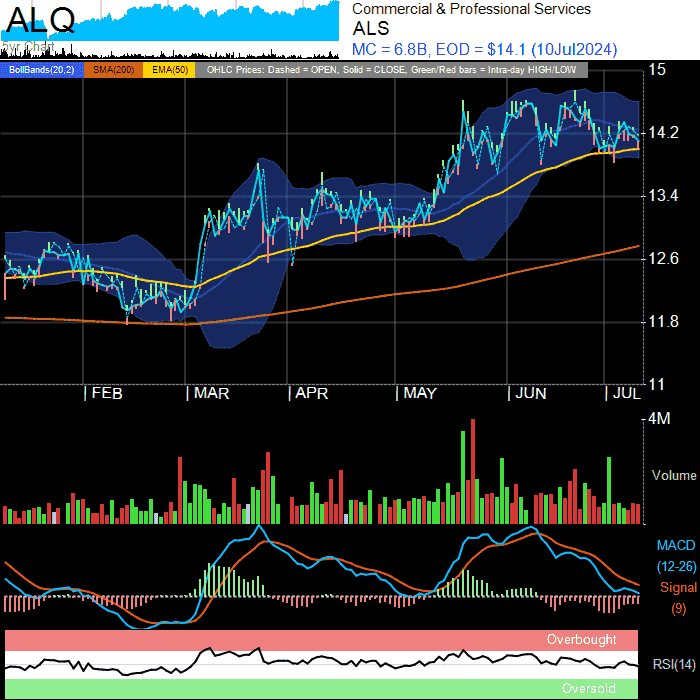 ALQ
5yr Chart
Commercial & Professional Services
ALS
MC = 6.8B, EOD = $14.1 (10Jul2024)
BollBands(20,2) SMA(200) EMA(50) OHLC Prices: Dashed = OPEN, Solid = CLOSE, Green/Red bars = Intra-day HIGH/LOW
15
14.2
13.4
12.6
11.8
11
| FEB | MAR | APR | MAY | JUN | JUL
4M
Volume
MACD
(12-26)
Signal
(9)
Overbought
RSI(14)
Oversold